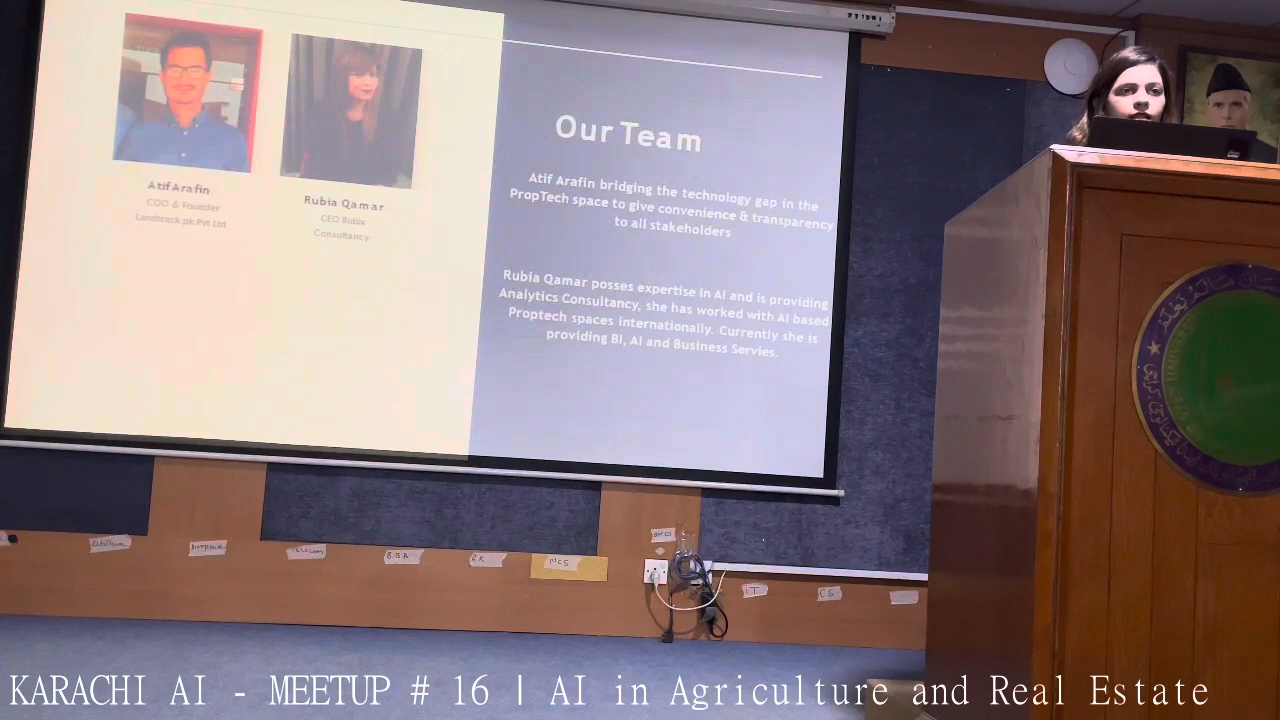 Our Team
Atif Arafin
COO & Founder
Landtrack.pk Pvt Ltd
Rubia Qamar
CEO Rubix
Consultancy
Atif Arafin bridging the technology gap in the
PropTech space to give convenience & transparency
to all stakeholders
Rubia Qamar posses expertise in AI and is providing
Analytics Consultancy, she has worked with AI based
Proptech spaces internationally. Currently she is
providing BI, AI and Business Servies.
MCS
IT
CS
KARACHI AI - MEETUP # 16 | AI in Agriculture and Real Estate